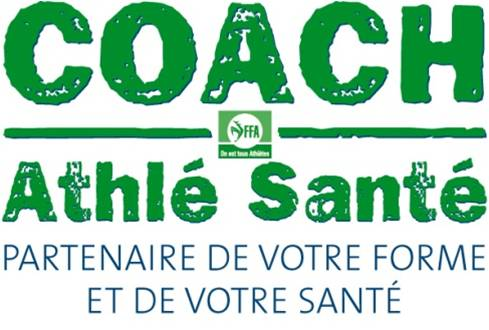 COACH
FFA
On est tous Athlètes
Athlé Santé
PARTENAIRE DE VOTRE FORME
ET DE VOTRE SANTÉ